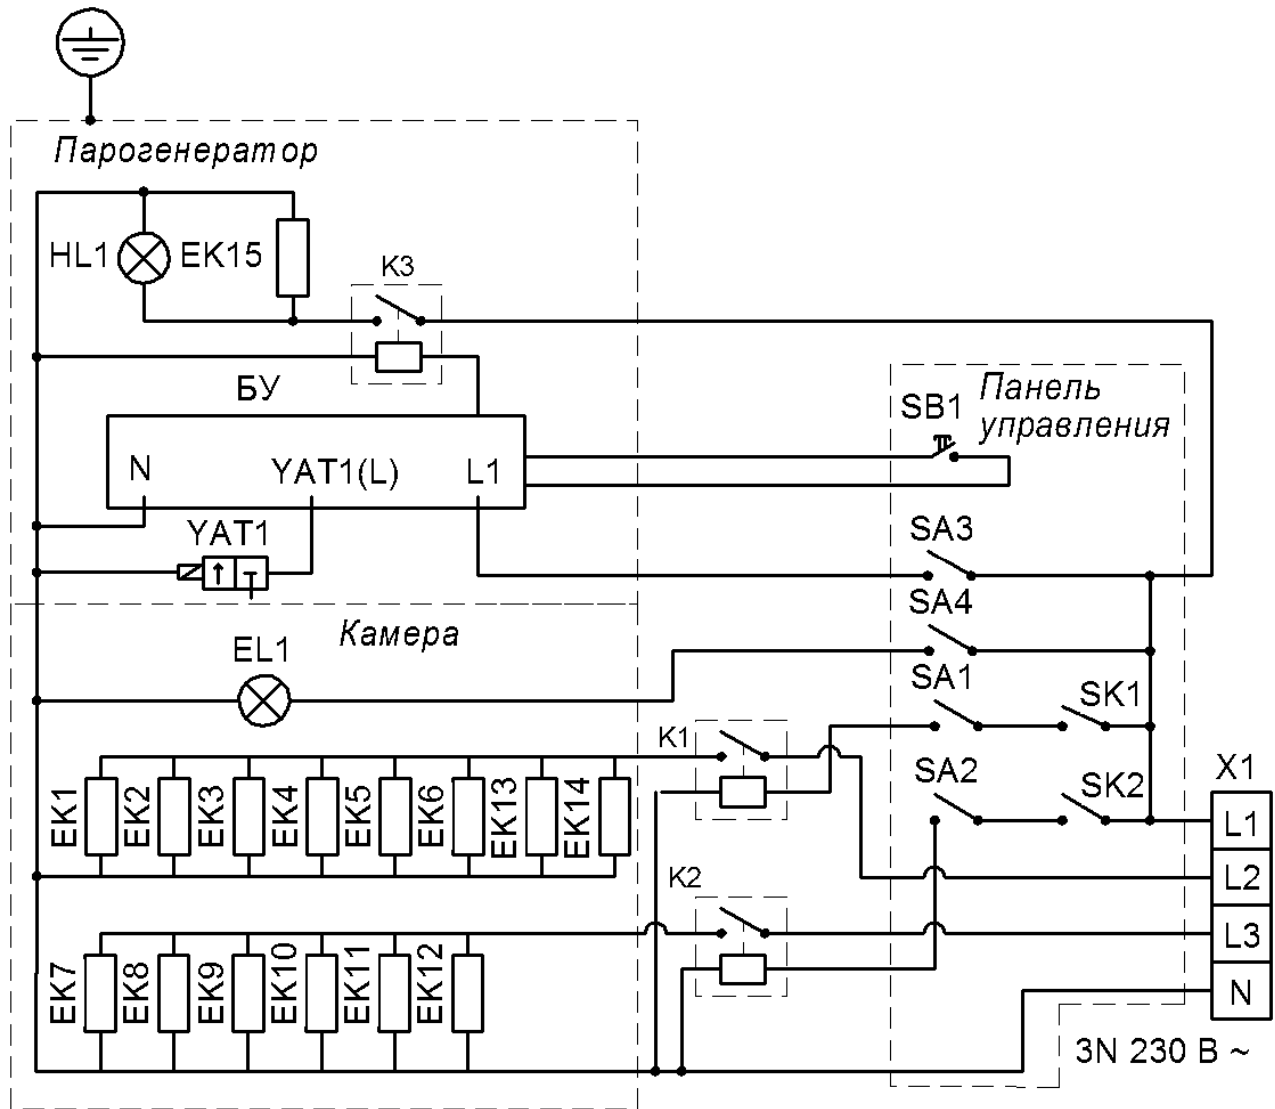 Парогенератор
HL1
EK15
K3
БУ
Панель
управления
SB1
N
YAT1(L)
L1
YAT1
SA3
SA4
Камера
EL1
SA1
SK1
K1
SA2
SK2
X1
EK1
EK2
EK3
EK4
EK5
EK6
EK13
EK14
L1
L2
K2
L3
EK7
EK8
EK9
EK10
EK11
EK12
N
3N 230 В ~